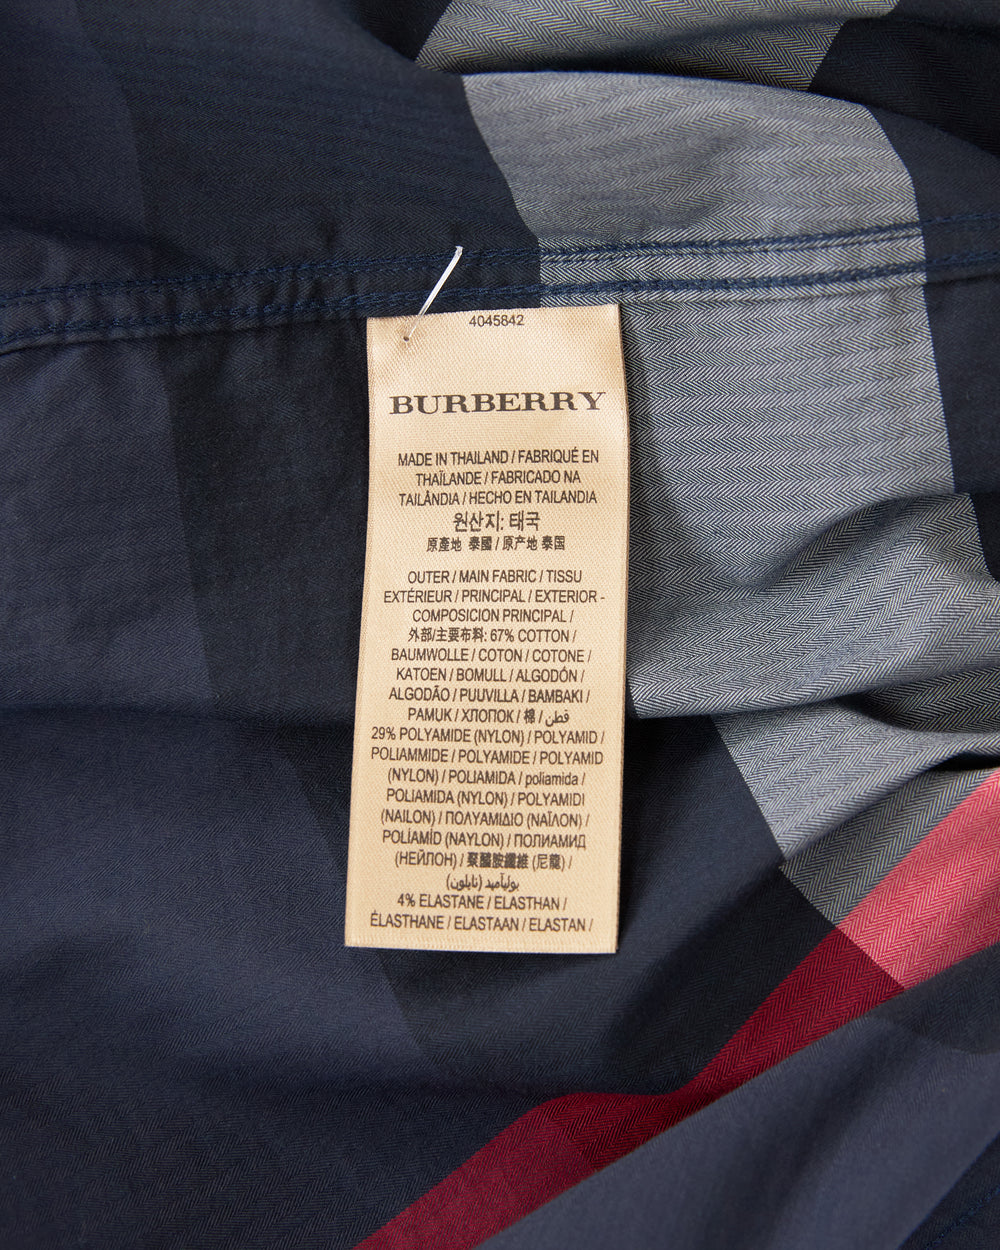 4045842
BURBERRY
MADE IN THAILAND / FABRIQUÉ EN
THAÏLANDE / FABRICADO NA
TAILÂNDIA / HECHO EN TAILANDIA
원산지: 태국
原產地 泰國 / 原产地 泰国
OUTER / MAIN FABRIC / TISSU
EXTÉRIEUR / PRINCIPAL / EXTERIOR -
COMPOSICION PRINCIPAL /
外部/主要布料: 67% COTTON /
BAUMWOLLE / COTON / COTONE /
KATOEN / BOMULL / ALGODÓN /
ALGODÃO / PUUVILLA / BAMBAKI /
PAMUK / ХЛОПОК / 棉 / قطن /
29% POLYAMIDE (NYLON) / POLYAMID /
POLIAMMIDE / POLYAMIDE / POLYAMID
(NYLON) / POLIAMIDA / poliamida /
POLIAMIDA (NYLON) / POLYAMIDI
(NAILON) / ΠΟΛΥΑΜΙΔΙΟ (ΝΑΪΛΟΝ) /
POLÍAMÍD (NAYLON) / ПОЛИАМИД
(НЕЙЛОН) / 聚醯胺纖維 (尼龍) /
بوليآميد (نايلون)
4% ELASTANE / ELASTHAN /
ÉLASTHANE / ELASTAAN / ELASTAN /